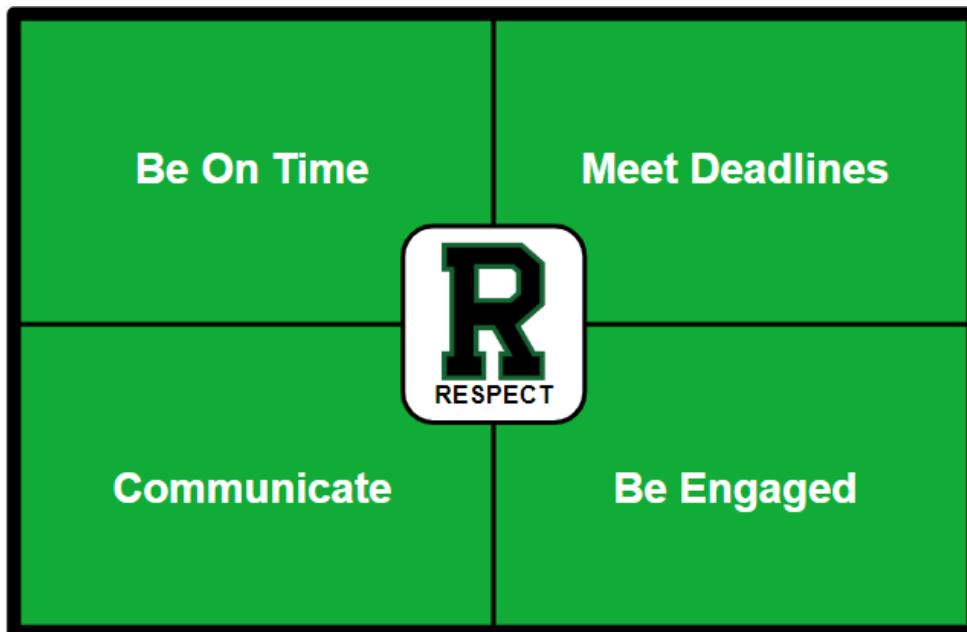 Be On Time
Meet Deadlines
R
RESPECT
Communicate
Be Engaged